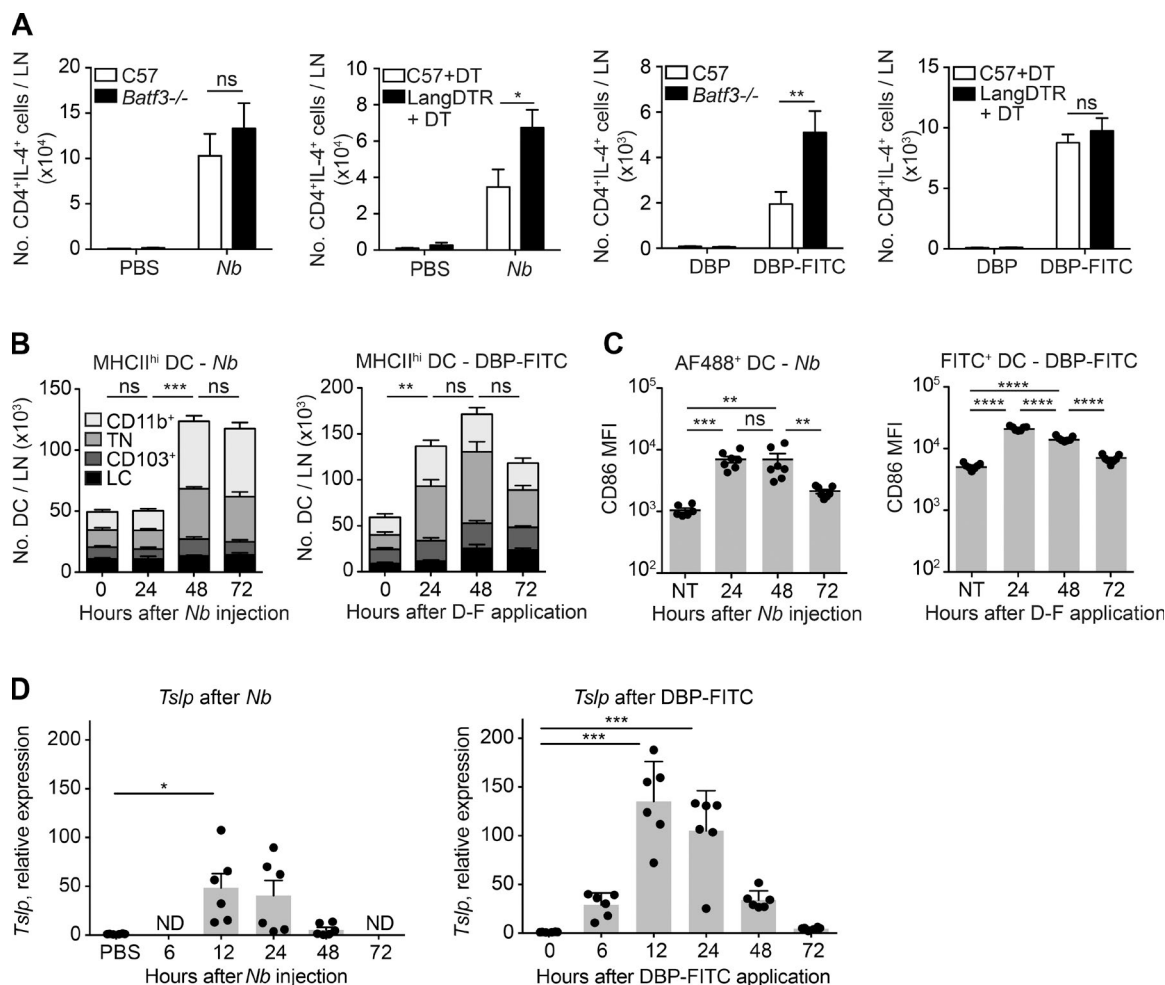 A
No. CD4⁺IL-4⁺ cells / LN
(x10⁴)
20
15
10
5
0
C57
Batf3-/-
ns
PBS
Nb
No. CD4⁺IL-4⁺ cells / LN
(x10⁴)
10
8
6
4
2
0
C57+DT
LangDTR
+ DT
*
PBS
Nb
No. CD4⁺IL-4⁺ cells / LN
(x10³)
8
6
4
2
0
C57
Batf3-/-
**
DBP
DBP-FITC
No. CD4⁺IL-4⁺ cells / LN
(x10³)
15
10
5
0
C57+DT
LangDTR
+ DT
ns
DBP
DBP-FITC
B
MHCIIʰⁱ DC - Nb
No. DC / LN (x10³)
150
100
50
0
ns
***
ns
CD11b⁺
TN
CD103⁺
LC
0 24 48 72
Hours after Nb injection
MHCIIʰⁱ DC - DBP-FITC
No. DC / LN (x10³)
200
150
100
50
0
**
ns
ns
0 24 48 72
Hours after D-F application
C
AF488⁺ DC - Nb
CD86 MFI
10⁵
10⁴
10³
10²
**
*** ns **
NT 24 48 72
Hours after Nb injection
FITC⁺ DC - DBP-FITC
CD86 MFI
10⁵
10⁴
10³
10²
****
**** **** ****
NT 24 48 72
Hours after D-F application
D
Tslp after Nb
Tslp, relative expression
200
150
100
50
0
*
ND
ND
PBS 6 12 24 48 72
Hours after Nb injection
Tslp after DBP-FITC
Tslp, relative expression
200
150
100
50
0
***
***
0 6 12 24 48 72
Hours after DBP-FITC application